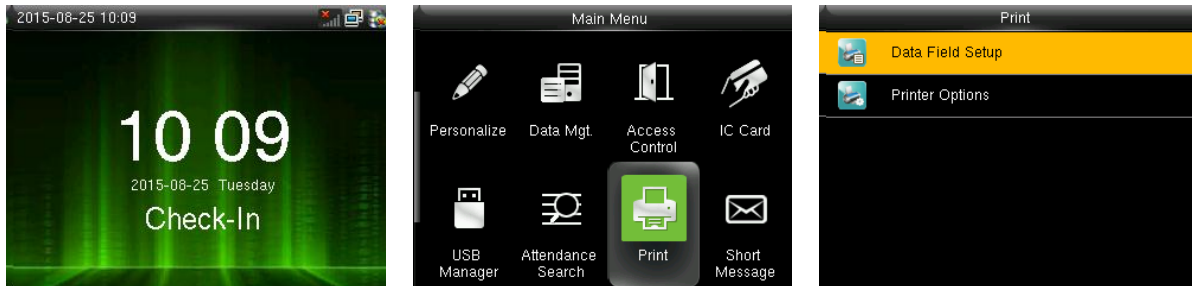 2015-08-25 10:09
10 09
2015-08-25 Tuesday
Check-In
Main Menu
Personalize
Data Mgt.
Access
Control
IC Card
USB
Manager
Attendance
Search
Print
Short
Message
Print
Data Field Setup
Printer Options